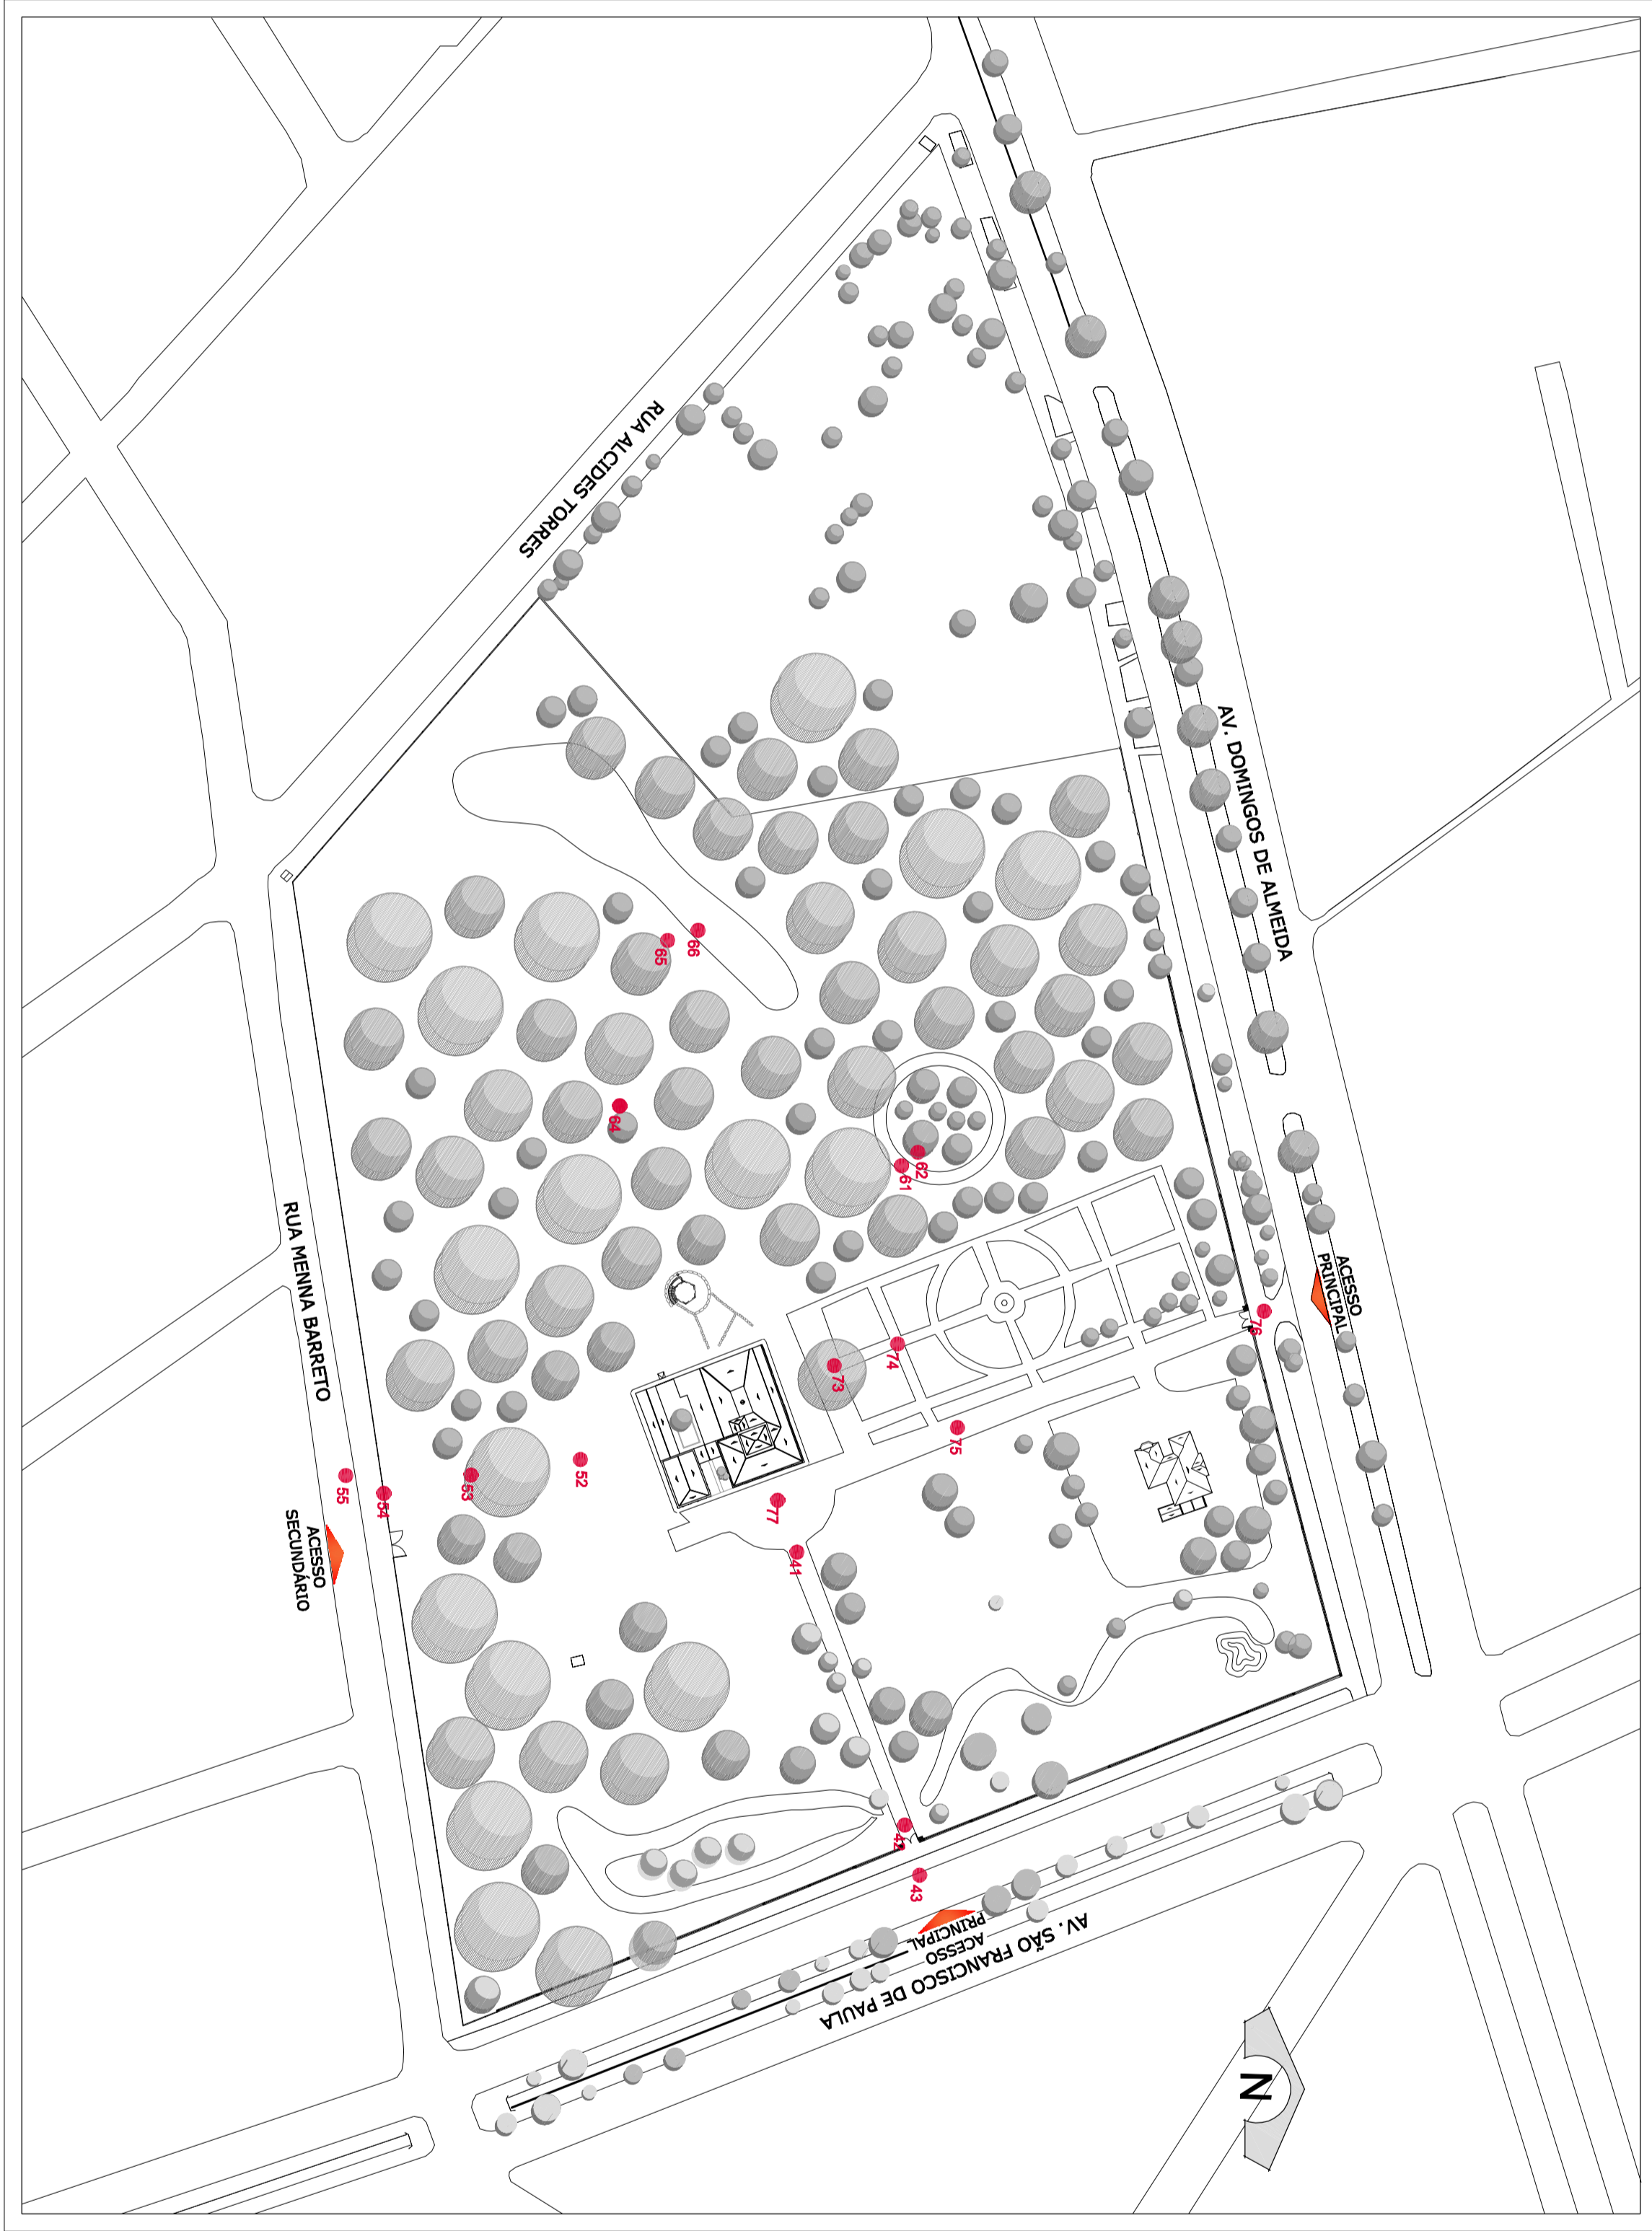 RUA ALCIDES TORRES
AV. DOMINGOS DE ALMEIDA
66
65
64
62
61
RUA MENNA BARRETO
ACESSO
PRINCIPAL
76
74
73
75
52
53
55
54
77
41
ACESSO
SECUNDÁRIO
42
43
ACESSO
PRINCIPAL
AV. SÃO FRANCISCO DE PAULA
N